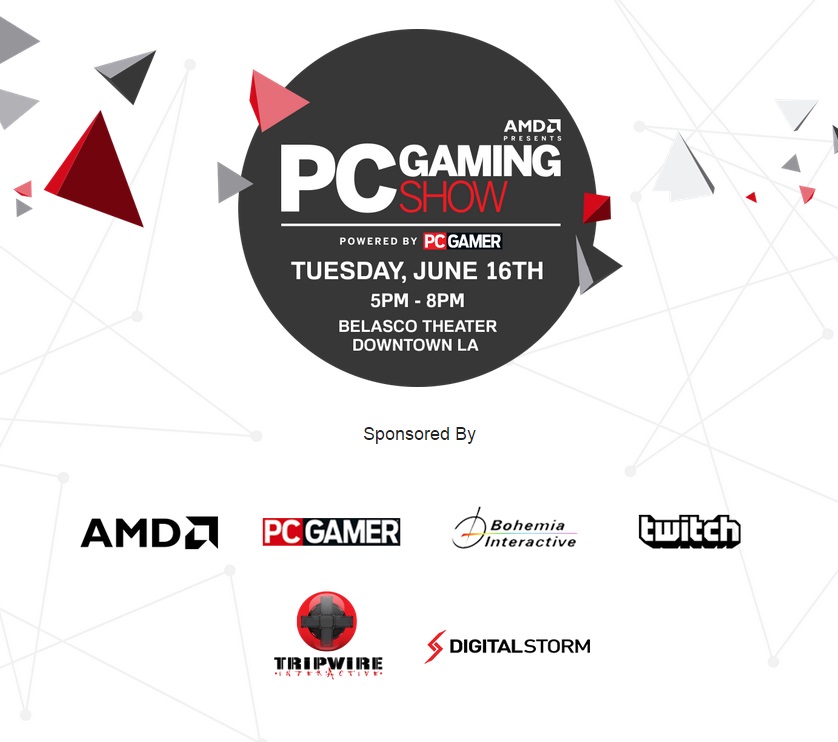 AMD
PRESENTS
PC GAMING
SHOW
POWERED BY PC GAMER
TUESDAY, JUNE 16TH
5PM - 8PM
BELASCO THEATER
DOWNTOWN LA
Sponsored By
AMD
PC GAMER
Bohemia
Interactive
twitch
TRIPWIRE
INTERACTIVE
DIGITALSTORM